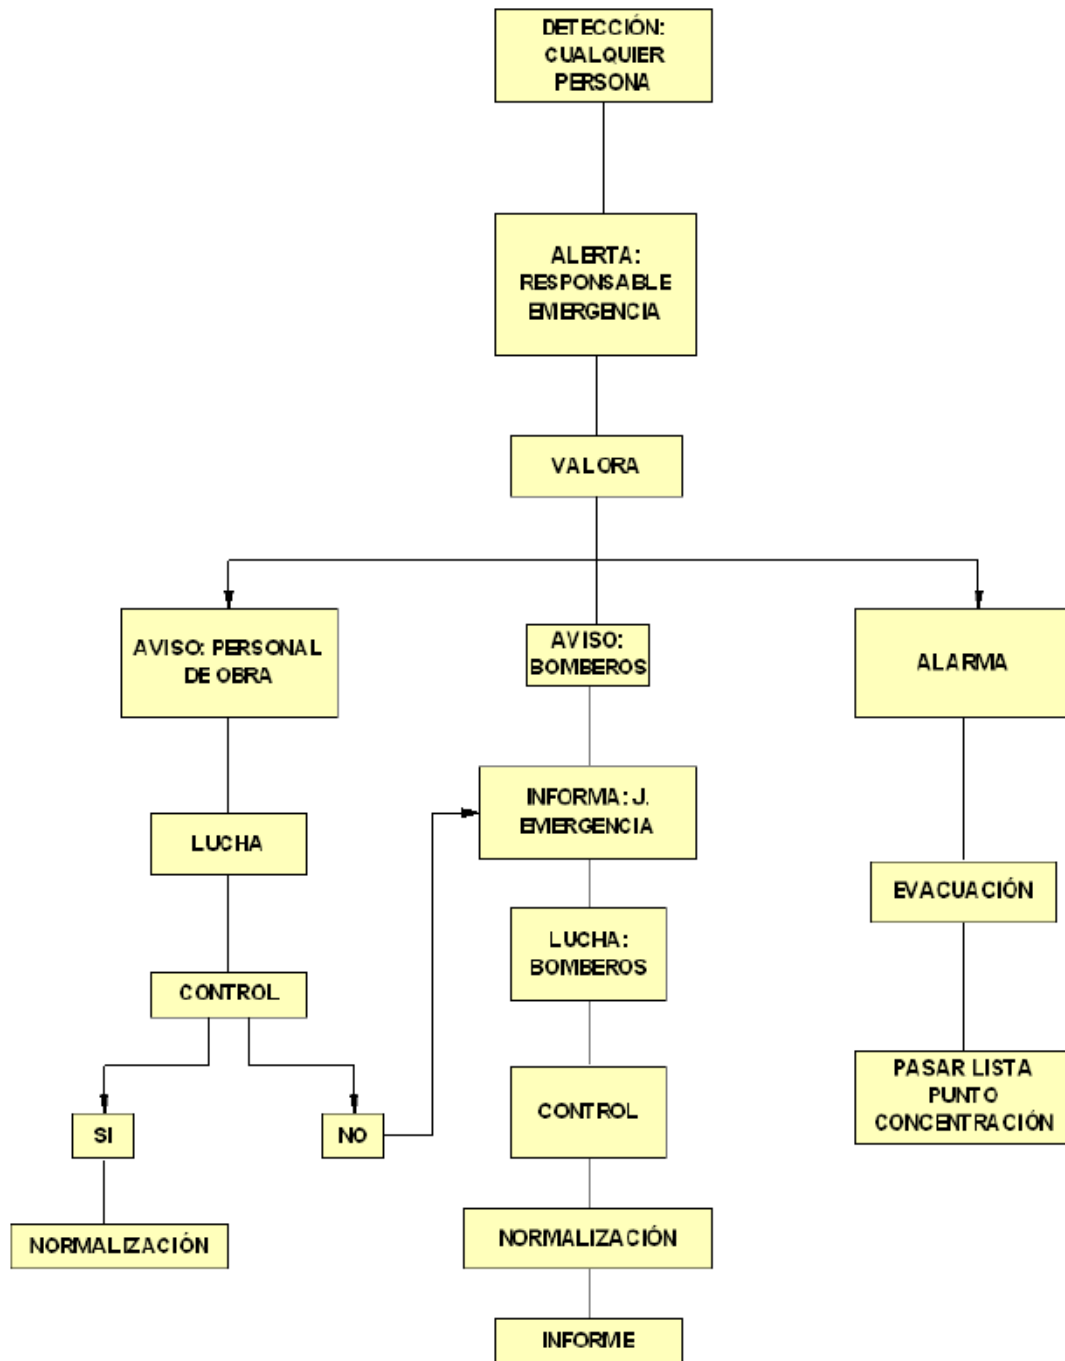 DETECCIÓN:
CUALQUIER
PERSONA
ALERTA:
RESPONSABLE
EMERGENCIA
VALORA
AVISO: PERSONAL
DE OBRA
AVISO:
BOMBEROS
ALARMA
INFORMA: J.
EMERGENCIA
LUCHA
EVACUACIÓN
LUCHA:
BOMBEROS
CONTROL
PASAR LISTA
PUNTO
CONCENTRACIÓN
CONTROL
SI
NO
NORMALIZACIÓN
NORMALIZACIÓN
INFORME